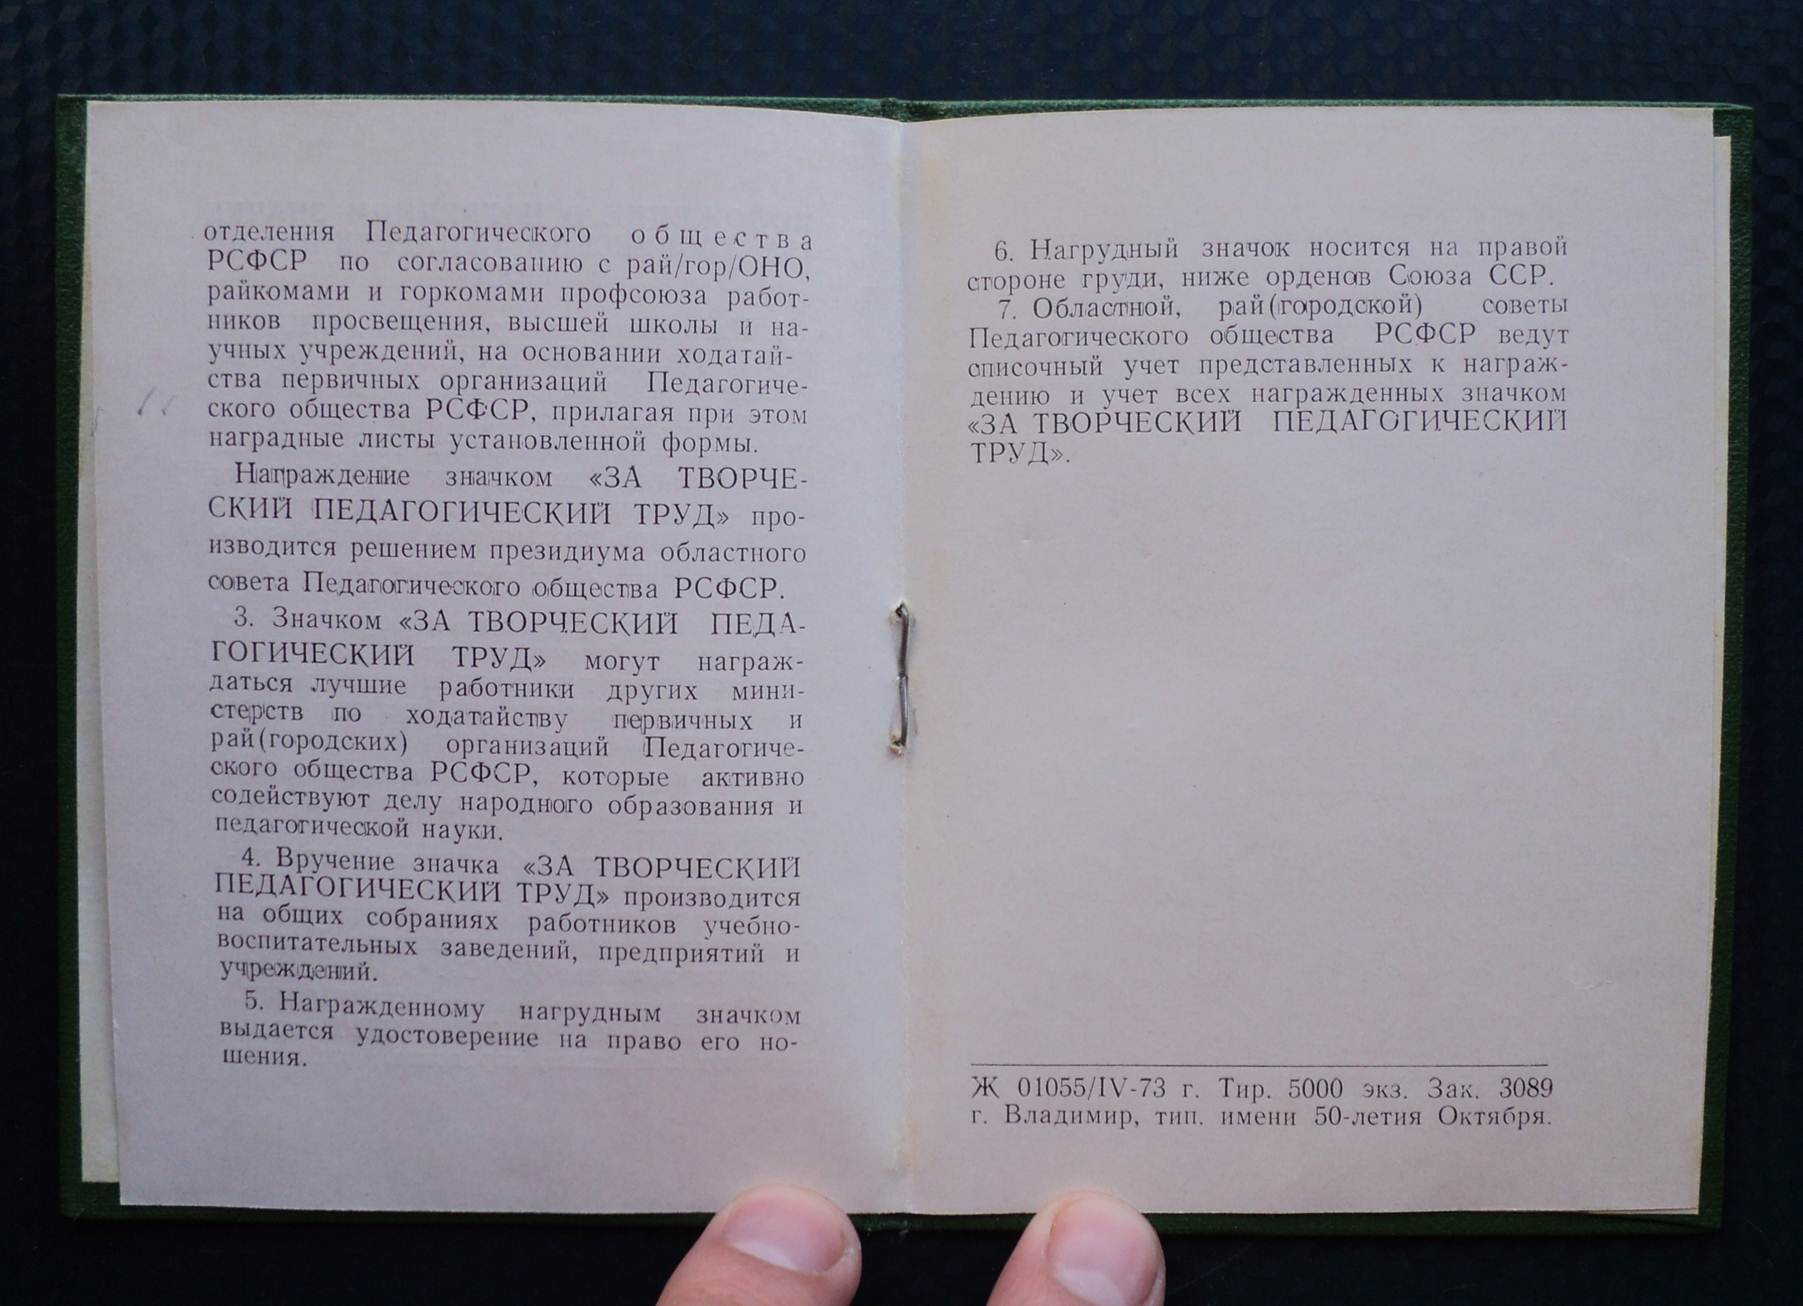 отделения Педагогического общества
РСФСР по согласованию с рай/гор/ОНО,
райкомами и горкомами профсоюза работ-
ников просвещения, высшей школы и на-
учных учреждений, на основании ходатай-
ства первичных организаций Педагогиче-
ского общества РСФСР, прилагая при этом
наградные листы установленной формы.
Награждение значком «ЗА ТВОРЧЕ-
СКИЙ ПЕДАГОГИЧЕСКИЙ ТРУД» про-
изводится решением президиума областного
совета Педагогического общества РСФСР.
3. Значком «ЗА ТВОРЧЕСКИЙ ПЕДА-
ГОГИЧЕСКИЙ ТРУД» могут награж-
даться лучшие работники других мини-
стерств по ходатайству первичных и
рай(городских) организаций Педагогиче-
ского общества РСФСР, которые активно
содействуют делу народного образования и
педагогической науки.
4. Вручение значка «ЗА ТВОРЧЕСКИЙ
ПЕДАГОГИЧЕСКИЙ ТРУД» производится
на общих собраниях работников учебно-
воспитательных заведений, предприятий и
учреждений.
5. Награжденному нагрудным значком
выдается удостоверение на право его но-
шения.
6. Нагрудный значок носится на правой
стороне груди, ниже орденов Союза ССР.
7. Областной, рай(городской) советы
Педагогического общества РСФСР ведут
списочный учет представленных к награж-
дению и учет всех награжденных значком
«ЗА ТВОРЧЕСКИЙ ПЕДАГОГИЧЕСКИЙ
ТРУД».
Ж 01055/IV-73 г. Тир. 5000 экз. Зак. 3089
г. Владимир, тип. имени 50-летия Октября.